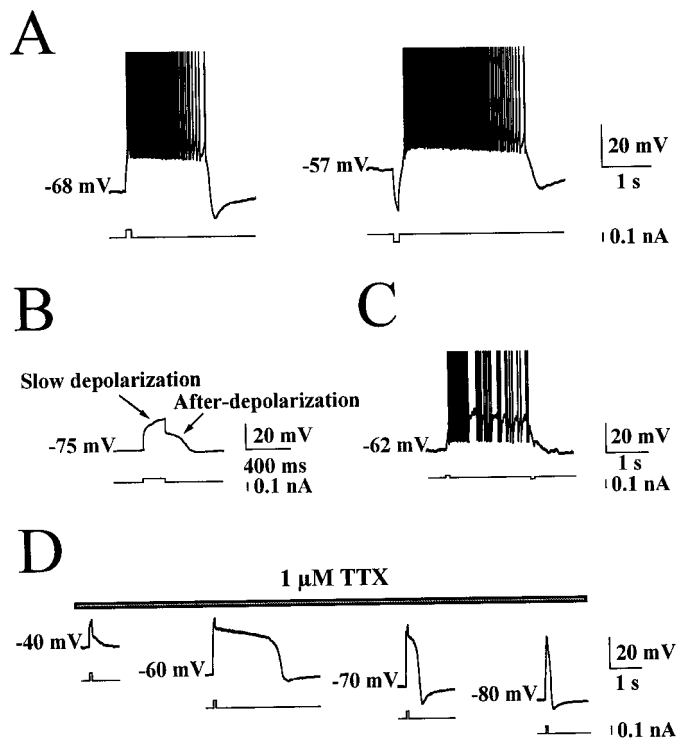 A
-68 mV
-57 mV
20 mV
1 s
0.1 nA
B
Slow depolarization
After-depolarization
-75 mV
20 mV
400 ms
0.1 nA
C
-62 mV
20 mV
1 s
0.1 nA
D
1 µM TTX
-40 mV
-60 mV
-70 mV
-80 mV
20 mV
1 s
0.1 nA